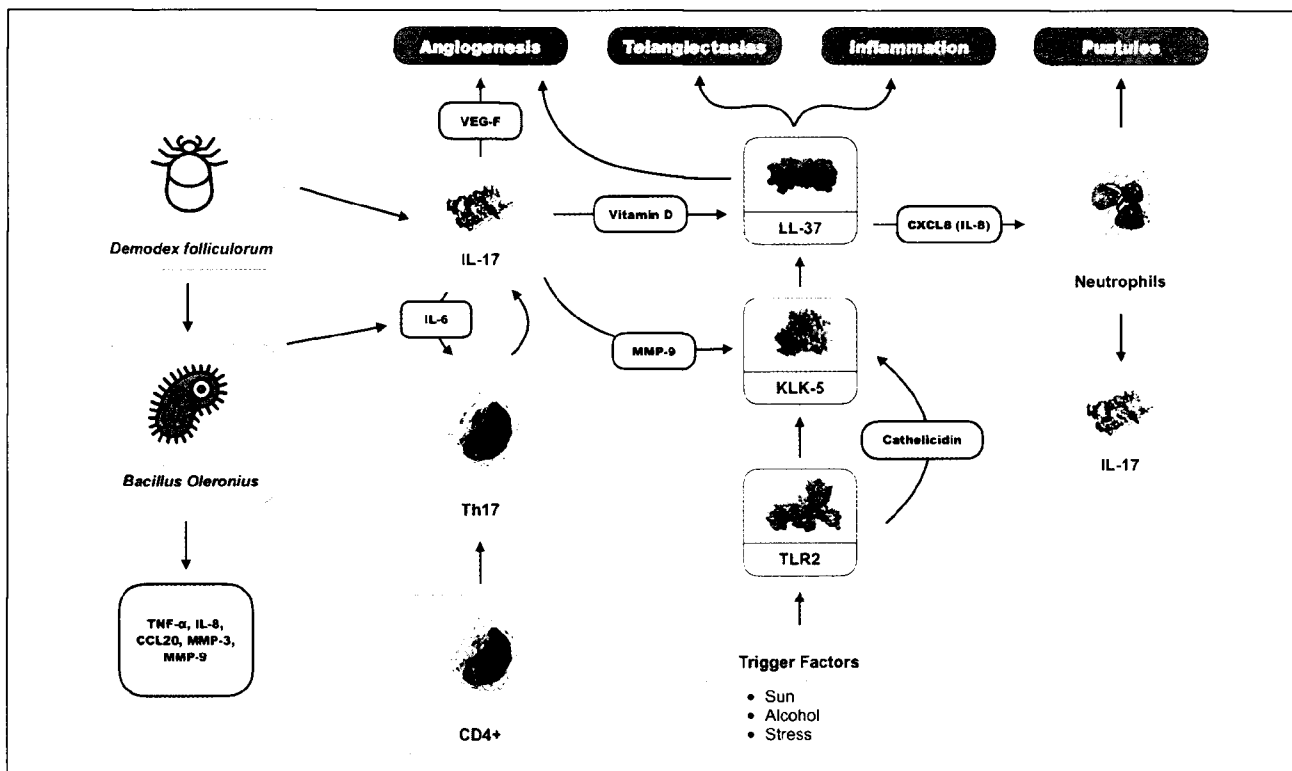 Angiogenesis
Telangiectasias
Inflammation
Pustules
VEG-F
Demodex folliculorum
IL-17
Vitamin D
LL-37
CXCL8 (IL-8)
Neutrophils
IL-6
MMP-9
KLK-5
Bacillus Oleronius
Th17
Cathelicidin
IL-17
TLR2
TNF-α, IL-8,
CCL20, MMP-3,
MMP-9
CD4+
Trigger Factors
• Sun
• Alcohol
• Stress